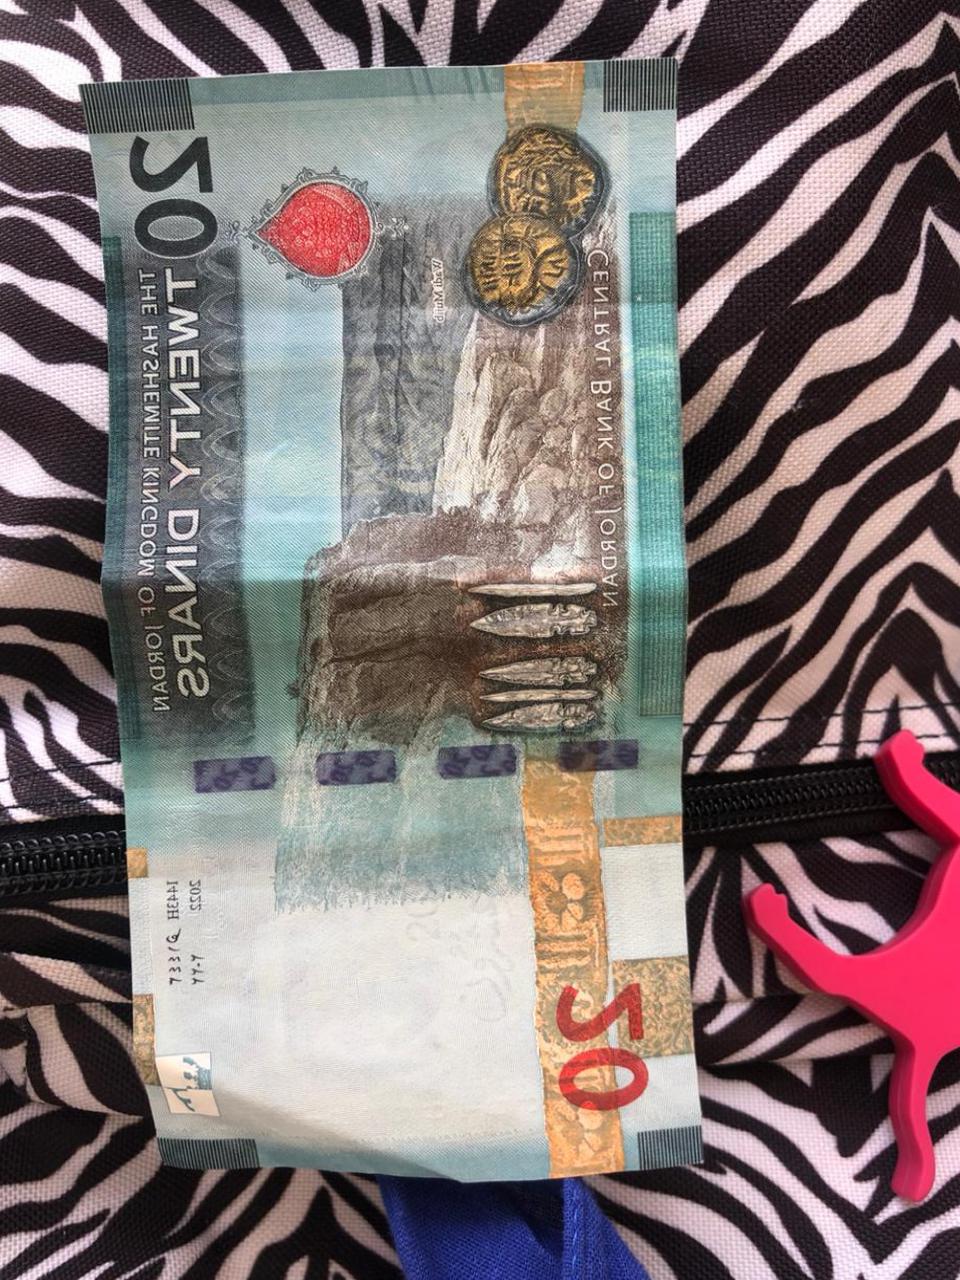 CENTRAL BANK OF JORDAN
Wadi Mujib
20
TWENTY DINARS
THE HASHEMITE KINGDOM OF JORDAN
2022
1443H
20